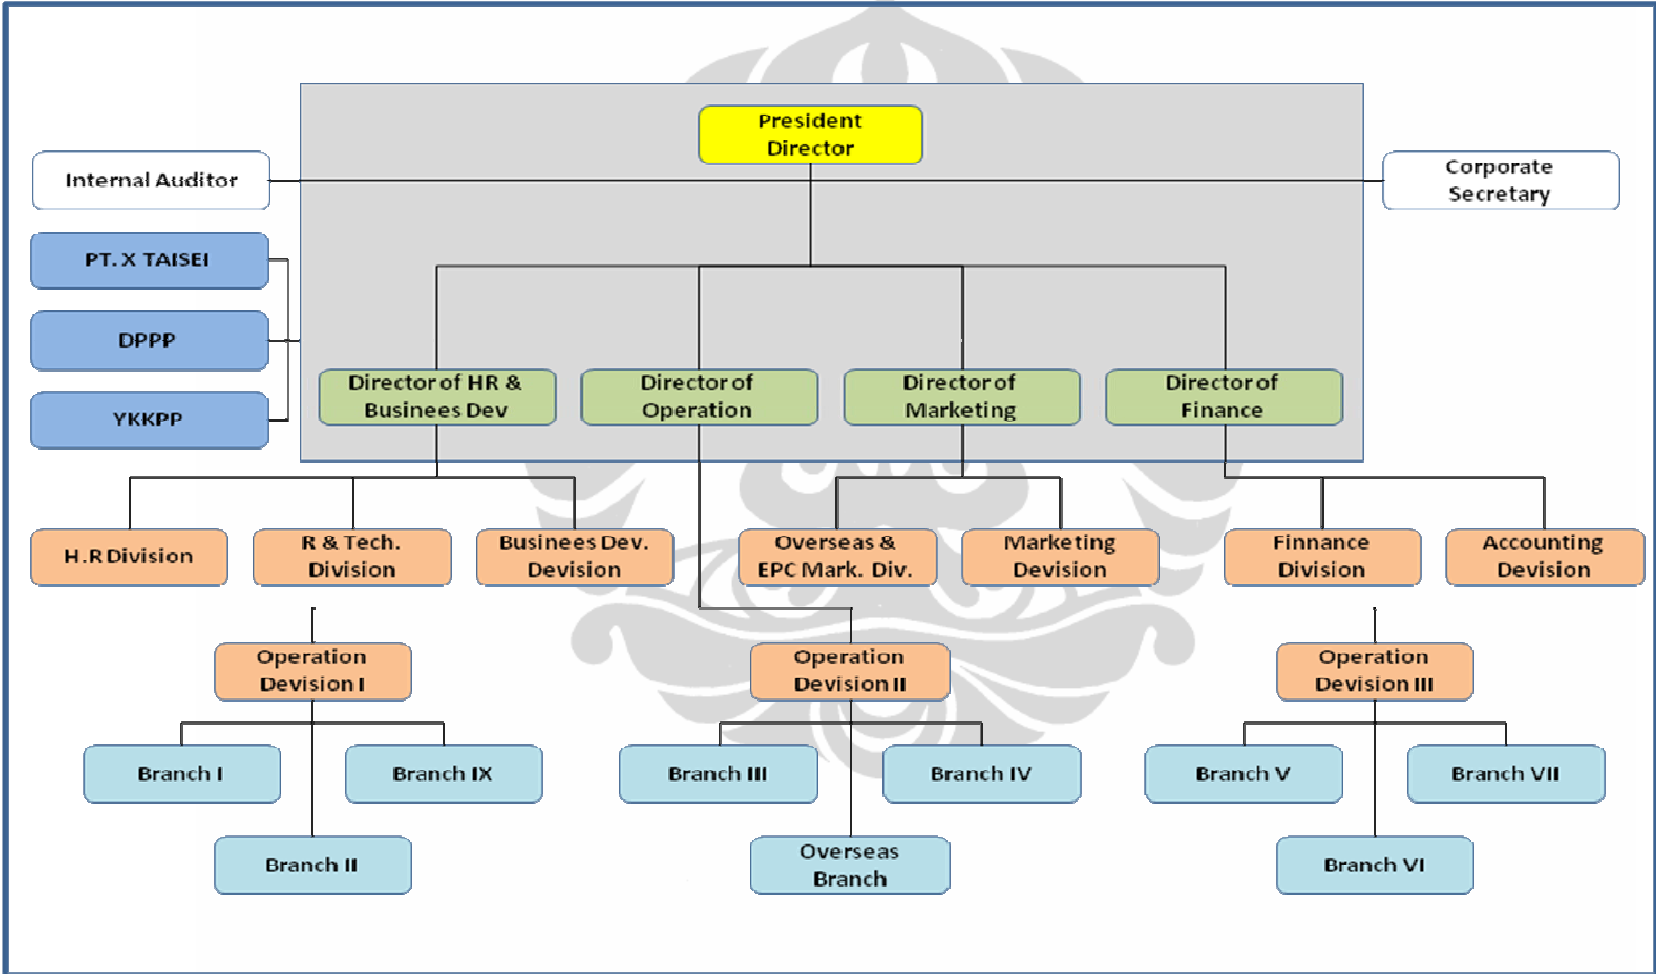 President
Director
Internal Auditor
Corporate
Secretary
PT. X TAISEI
DPPP
YKKPP
Director of HR &
Businees Dev
Director of
Operation
Director of
Marketing
Director of
Finance
H.R Division
R & Tech.
Division
Businees Dev.
Devision
Overseas &
EPC Mark. Div.
Marketing
Devision
Finnance
Division
Accounting
Devision
Operation
Devision I
Operation
Devision II
Operation
Devision III
Branch I
Branch IX
Branch III
Branch IV
Branch V
Branch VII
Branch II
Overseas
Branch
Branch VI